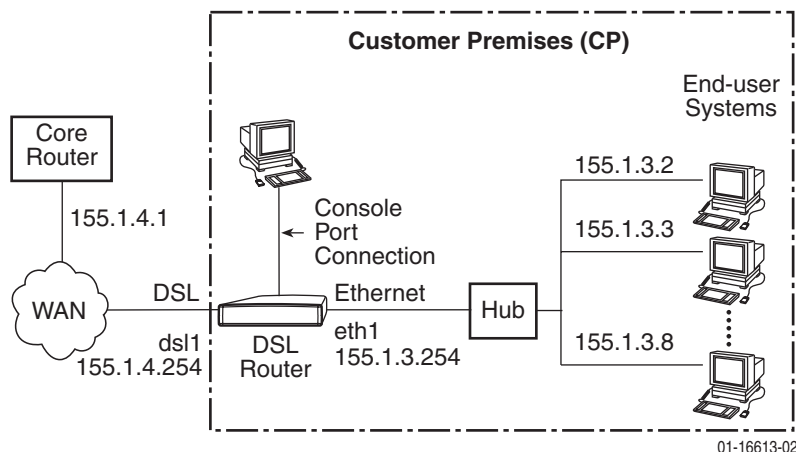 Customer Premises (CP)
End-user
Systems
Core
Router
155.1.4.1
WAN
DSL
dsl1
155.1.4.254
DSL
Router
Console
Port
Connection
Ethernet
eth1
155.1.3.254
Hub
155.1.3.2
155.1.3.3
155.1.3.8
01-16613-02